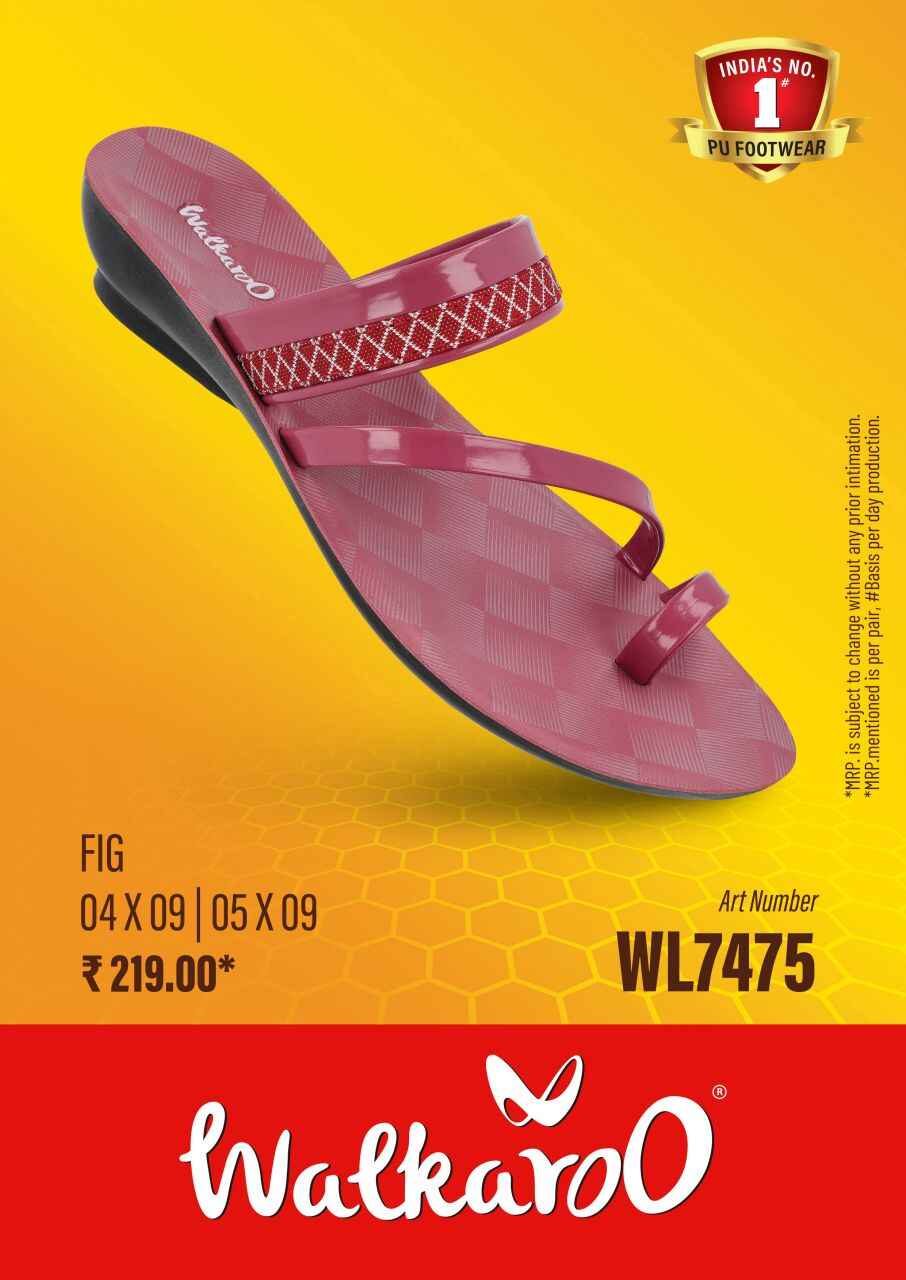 INDIA'S NO.
1#
PU FOOTWEAR
Walkaroo
*MRP. is subject to change without any prior intimation.
*MRP.mentioned is per pair, #Basis per day production.
FIG
04 X 09 | 05 X 09
₹ 219.00*
Art Number
WL7475
Walkaroo®